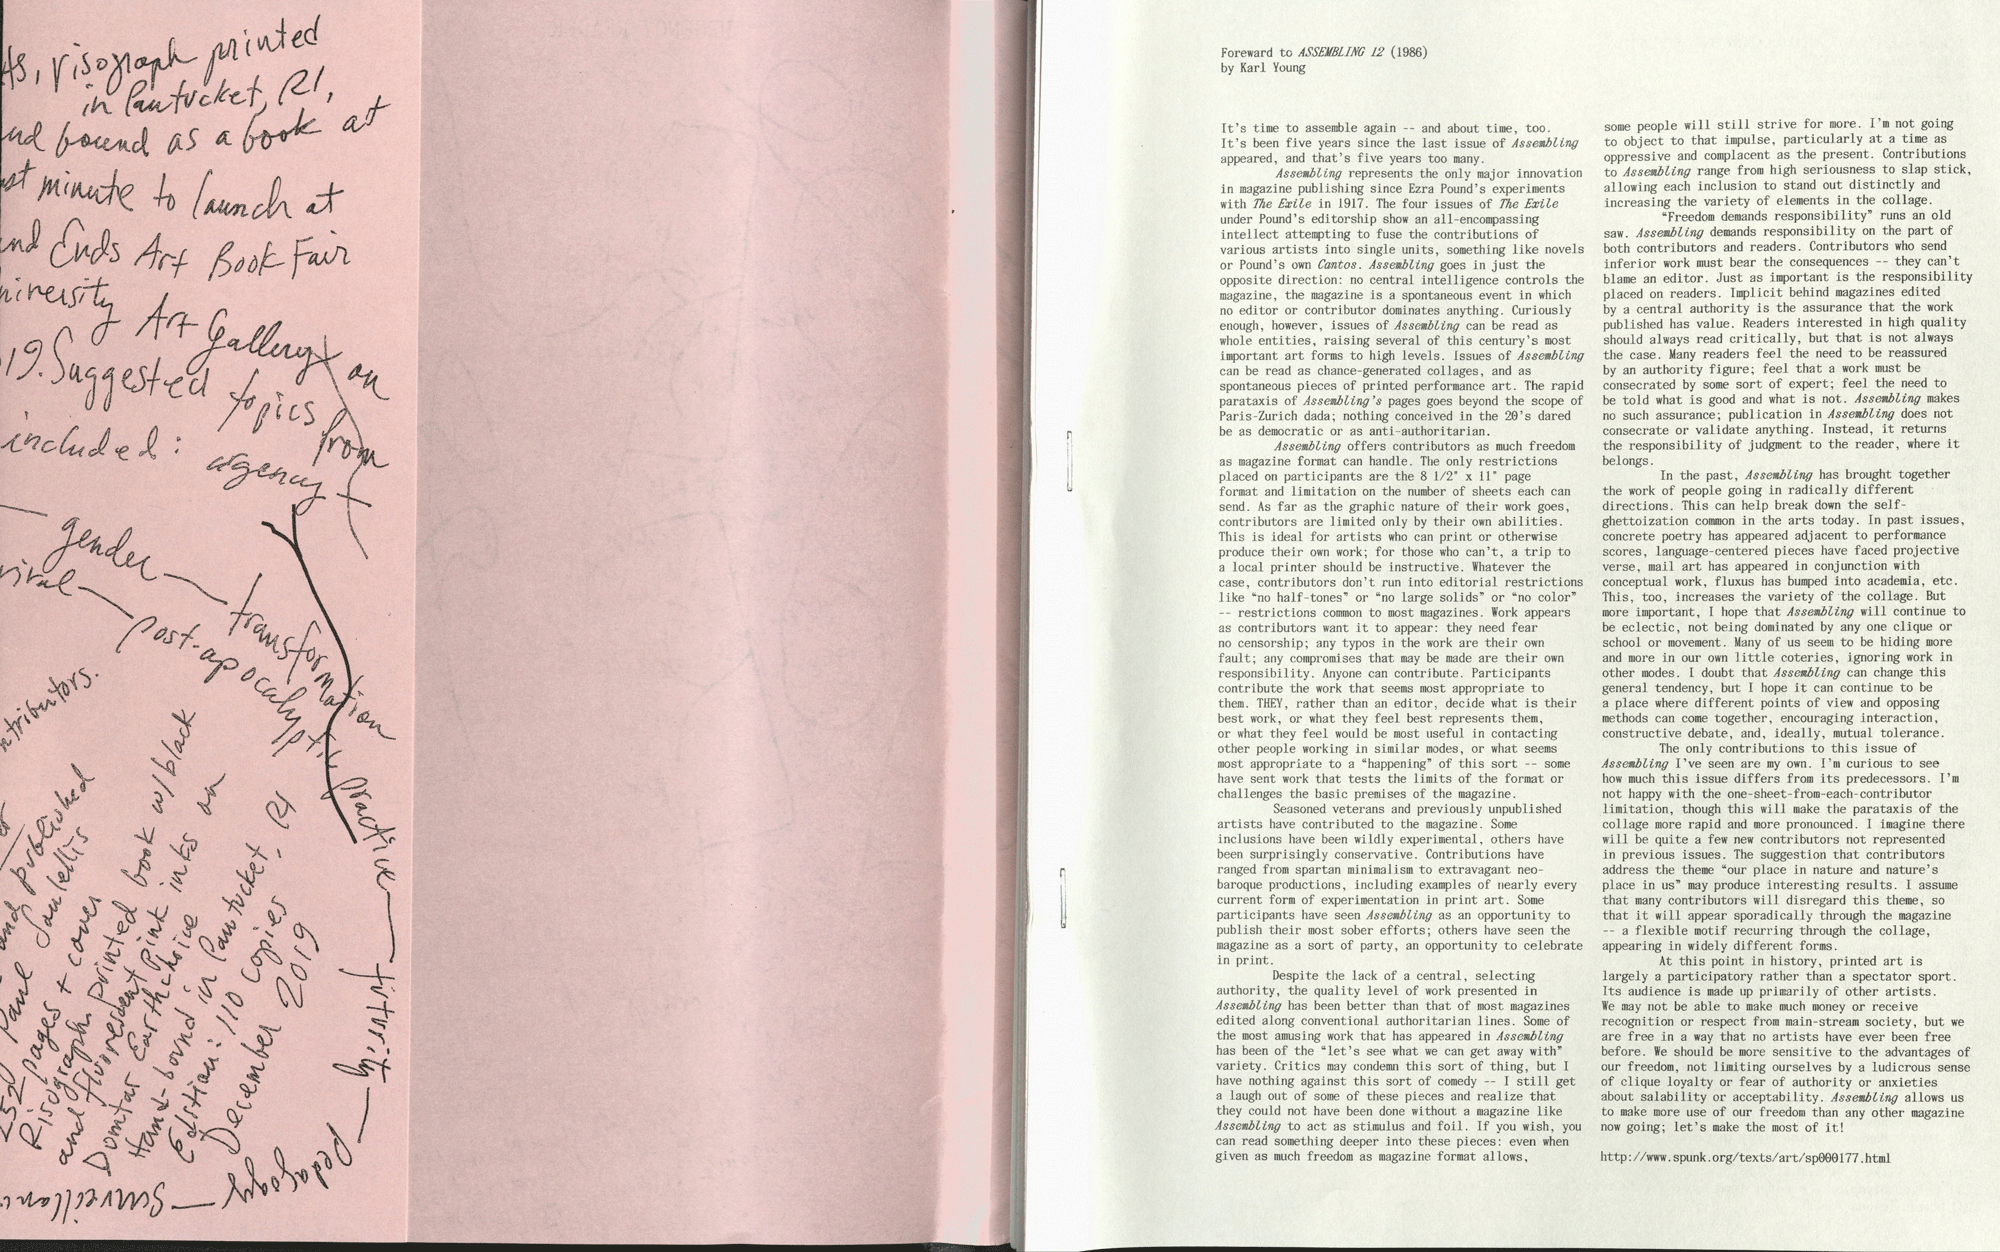 ts, risograph printed
in Pawtucket, RI,
nd bound as a book at
st minute to launch at
nd Ends Art Book Fair
niversity Art Gallery on
19. Suggested topics from
included: urgency
gender — transformation
vival — post-apocalyptic
practice — futurity — Pedagogy — Surveillanc
ntributors.
and published
Paul Soulellis
252 pages + cover
Risograph printed book w/ black
and fluorescent pink inks on
Domtar Earthchoice
Hand-bound in Pawtucket, RI
Edition: 110 copies
December 2019
Foreward to ASSEMBLING 12 (1986)
by Karl Young
It's time to assemble again -- and about time, too.
It's been five years since the last issue of Assembling
appeared, and that's five years too many.
Assembling represents the only major innovation
in magazine publishing since Ezra Pound's experiments
with The Exile in 1917. The four issues of The Exile
under Pound's editorship show an all-encompassing
intellect attempting to fuse the contributions of
various artists into single units, something like novels
or Pound's own Cantos. Assembling goes in just the
opposite direction: no central intelligence controls the
magazine, the magazine is a spontaneous event in which
no editor or contributor dominates anything. Curiously
enough, however, issues of Assembling can be read as
whole entities, raising several of this century's most
important art forms to high levels. Issues of Assembling
can be read as chance-generated collages, and as
spontaneous pieces of printed performance art. The rapid
parataxis of Assembling's pages goes beyond the scope of
Paris-Zurich dada; nothing conceived in the 20's dared
be as democratic or as anti-authoritarian.
Assembling offers contributors as much freedom
as magazine format can handle. The only restrictions
placed on participants are the 8 1/2" x 11" page
format and limitation on the number of sheets each can
send. As far as the graphic nature of their work goes,
contributors are limited only by their own abilities.
This is ideal for artists who can print or otherwise
produce their own work; for those who can't, a trip to
a local printer should be instructive. Whatever the
case, contributors don't run into editorial restrictions
like “no half-tones” or “no large solids” or “no color”
-- restrictions common to most magazines. Work appears
as contributors want it to appear: they need fear
no censorship; any typos in the work are their own
fault; any compromises that may be made are their own
responsibility. Anyone can contribute. Participants
contribute the work that seems most appropriate to
them. THEY, rather than an editor, decide what is their
best work, or what they feel best represents them,
or what they feel would be most useful in contacting
other people working in similar modes, or what seems
most appropriate to a “happening” of this sort -- some
have sent work that tests the limits of the format or
challenges the basic premises of the magazine.
Seasoned veterans and previously unpublished
artists have contributed to the magazine. Some
inclusions have been wildly experimental, others have
been surprisingly conservative. Contributions have
ranged from spartan minimalism to extravagant neo-
baroque productions, including examples of nearly every
current form of experimentation in print art. Some
participants have seen Assembling as an opportunity to
publish their most sober efforts; others have seen the
magazine as a sort of party, an opportunity to celebrate
in print.
Despite the lack of a central, selecting
authority, the quality level of work presented in
Assembling has been better than that of most magazines
edited along conventional authoritarian lines. Some of
the most amusing work that has appeared in Assembling
has been of the “let's see what we can get away with”
variety. Critics may condemn this sort of thing, but I
have nothing against this sort of comedy -- I still get
a laugh out of some of these pieces and realize that
they could not have been done without a magazine like
Assembling to act as stimulus and foil. If you wish, you
can read something deeper into these pieces: even when
given as much freedom as magazine format allows,
some people will still strive for more. I'm not going
to object to that impulse, particularly at a time as
oppressive and complacent as the present. Contributions
to Assembling range from high seriousness to slap stick,
allowing each inclusion to stand out distinctly and
increasing the variety of elements in the collage.
“Freedom demands responsibility” runs an old
saw. Assembling demands responsibility on the part of
both contributors and readers. Contributors who send
inferior work must bear the consequences -- they can't
blame an editor. Just as important is the responsibility
placed on readers. Implicit behind magazines edited
by a central authority is the assurance that the work
published has value. Readers interested in high quality
should always read critically, but that is not always
the case. Many readers feel the need to be reassured
by an authority figure; feel that a work must be
consecrated by some sort of expert; feel the need to
be told what is good and what is not. Assembling makes
no such assurance; publication in Assembling does not
consecrate or validate anything. Instead, it returns
the responsibility of judgment to the reader, where it
belongs.
In the past, Assembling has brought together
the work of people going in radically different
directions. This can help break down the self-
ghettoization common in the arts today. In past issues,
concrete poetry has appeared adjacent to performance
scores, language-centered pieces have faced projective
verse, mail art has appeared in conjunction with
conceptual work, fluxus has bumped into academia, etc.
This, too, increases the variety of the collage. But
more important, I hope that Assembling will continue to
be eclectic, not being dominated by any one clique or
school or movement. Many of us seem to be hiding more
and more in our own little coteries, ignoring work in
other modes. I doubt that Assembling can change this
general tendency, but I hope it can continue to be
a place where different points of view and opposing
methods can come together, encouraging interaction,
constructive debate, and, ideally, mutual tolerance.
The only contributions to this issue of
Assembling I've seen are my own. I'm curious to see
how much this issue differs from its predecessors. I'm
not happy with the one-sheet-from-each-contributor
limitation, though this will make the parataxis of the
collage more rapid and more pronounced. I imagine there
will be quite a few new contributors not represented
in previous issues. The suggestion that contributors
address the theme “our place in nature and nature's
place in us” may produce interesting results. I assume
that many contributors will disregard this theme, so
that it will appear sporadically through the magazine
-- a flexible motif recurring through the collage,
appearing in widely different forms.
At this point in history, printed art is
largely a participatory rather than a spectator sport.
Its audience is made up primarily of other artists.
We may not be able to make much money or receive
recognition or respect from main-stream society, but we
are free in a way that no artists have ever been free
before. We should be more sensitive to the advantages of
our freedom, not limiting ourselves by a ludicrous sense
of clique loyalty or fear of authority or anxieties
about salability or acceptability. Assembling allows us
to make more use of our freedom than any other magazine
now going; let's make the most of it!
http://www.spunk.org/texts/art/sp000177.html